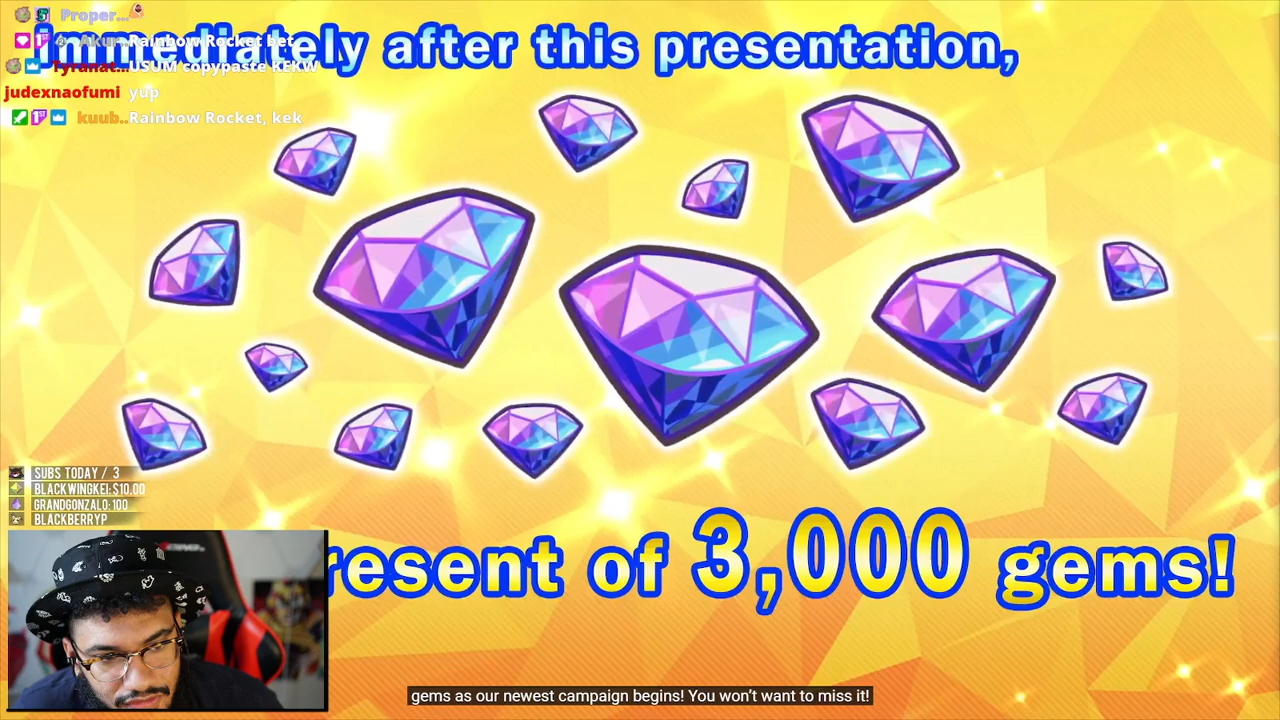 Proper...
Immediately after this presentation,
Rainbow Rocket bet
Tyranat... USUM copypaste KEKW
judexnaofumi yup
kuub.. Rainbow Rocket, kek
SUBS TODAY / 3
BLACKWINGKEI: $10.00
GRANDGONZALO: 100
BLACKBERRYP
resent of 3,000 gems!
gems as our newest campaign begins! You won't want to miss it!